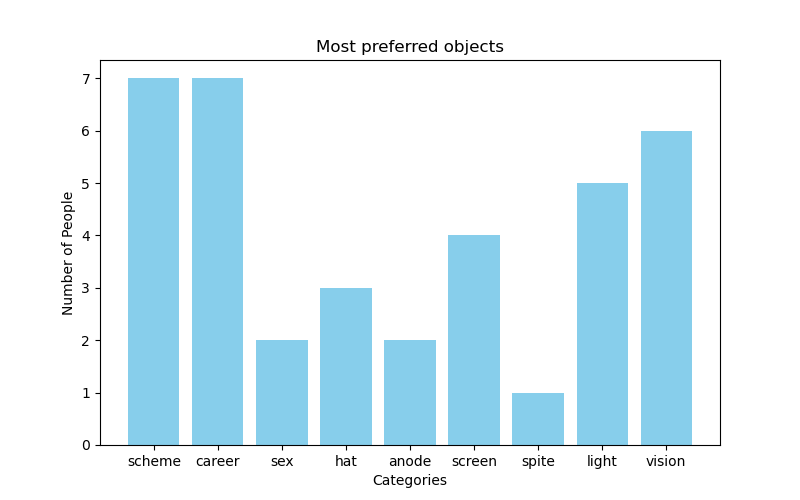 Most preferred objects
Number of People
7
6
5
4
3
2
1
0
scheme career sex hat anode screen spite light vision
Categories